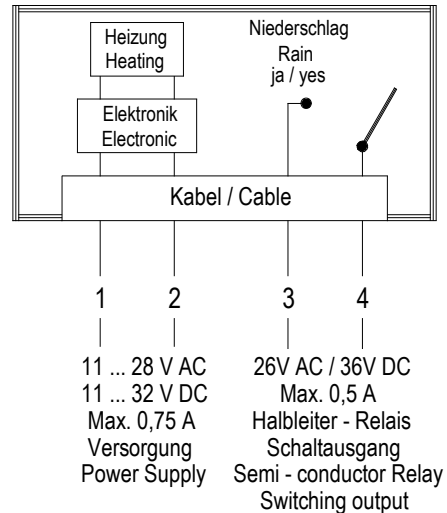 Heizung
Heating
Niederschlag
Rain
ja / yes
Elektronik
Electronic
Kabel / Cable
1 2 3 4
11 ... 28 V AC
11 ... 32 V DC
Max. 0,75 A
Versorgung
Power Supply
26V AC / 36V DC
Max. 0,5 A
Halbleiter - Relais
Schaltausgang
Semi - conductor Relay
Switching output